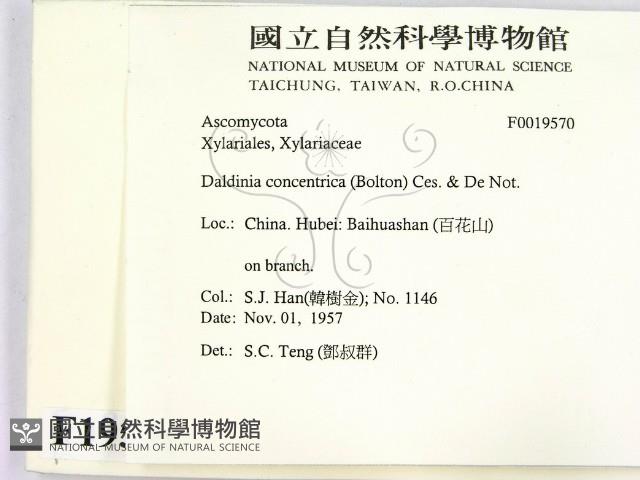 國立自然科學博物館
NATIONAL MUSEUM OF NATURAL SCIENCE
TAICHUNG, TAIWAN, R.O.CHINA
Ascomycota F0019570
Xylariales, Xylariaceae
Daldinia concentrica (Bolton) Ces. & De Not.
Loc.: China. Hubei: Baihuashan (百花山)
on branch.
Col.: S.J. Han(韓樹金); No. 1146
Date: Nov. 01, 1957
Det.: S.C. Teng (鄧叔群)
F19.
國立自然科學博物館
NATIONAL MUSEUM OF NATURAL SCIENCE